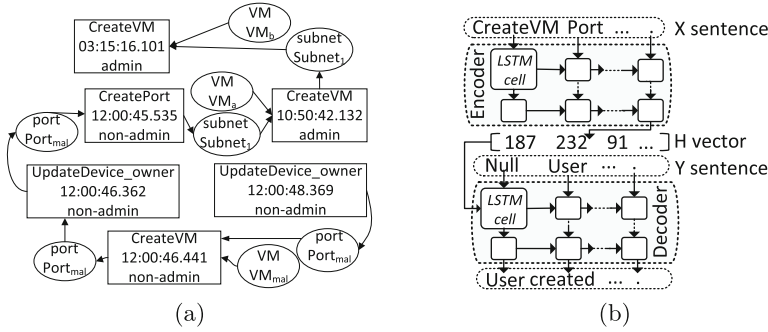 CreateVM
03:15:16.101
admin
VM
VM_b
subnet
Subnet_1
CreatePort
12:00:45.535
non-admin
VM
VM_a
subnet
Subnet_1
CreateVM
10:50:42.132
admin
port
Port_mal
UpdateDevice_owner
12:00:46.362
non-admin
UpdateDevice_owner
12:00:48.369
non-admin
port
Port_mal
CreateVM
12:00:46.441
non-admin
VM
VM_mal
port
Port_mal
(a)
CreateVM Port ... . X sentence
Encoder
LSTM
cell
187 232 91 ... H vector
Null User ... . Y sentence
LSTM
cell
Decoder
User created ... .
(b)